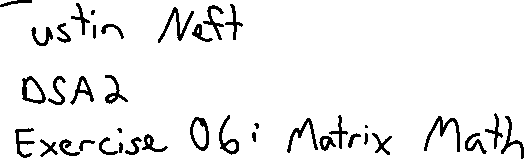 Justin Neft
DSA2
Exercise 06: Matrix Math